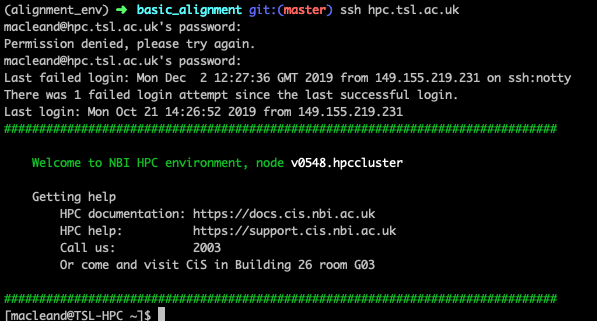 (alignment_env) ➜ basic_alignment git:(master) ssh hpc.tsl.ac.uk
macleand@hpc.tsl.ac.uk's password:
Permission denied, please try again.
macleand@hpc.tsl.ac.uk's password:
Last failed login: Mon Dec  2 12:27:36 GMT 2019 from 149.155.219.231 on ssh:notty
There was 1 failed login attempt since the last successful login.
Last login: Mon Oct 21 14:26:52 2019 from 149.155.219.231
################################################################################
Welcome to NBI HPC environment, node v0548.hpccluster
Getting help
HPC documentation: https://docs.cis.nbi.ac.uk
HPC help: https://support.cis.nbi.ac.uk
Call us: 2003
Or come and visit CiS in Building 26 room G03
################################################################################
[macleand@TSL-HPC ~]$